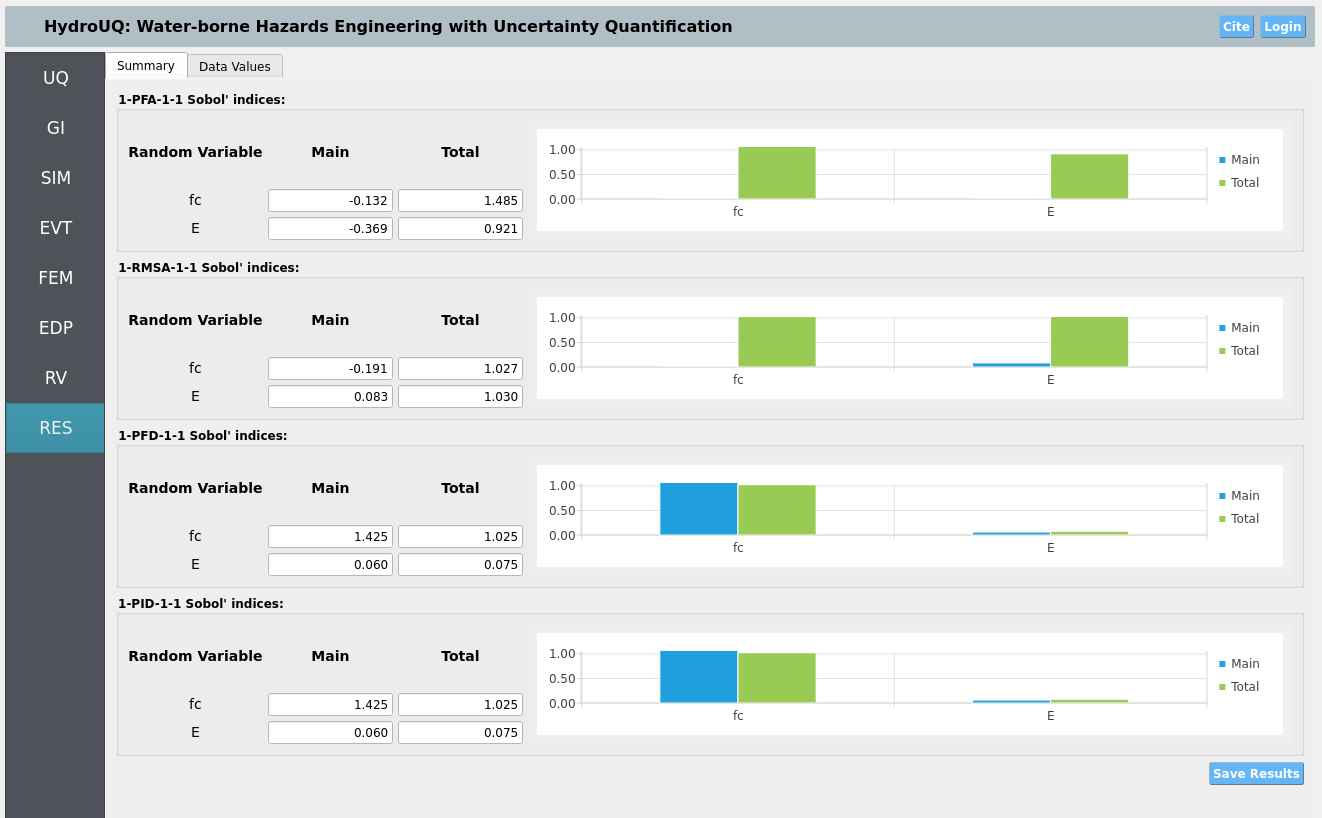 HydroUQ: Water-borne Hazards Engineering with Uncertainty Quantification
Cite
Login
UQ
GI
SIM
EVT
FEM
EDP
RV
RES
Summary
Data Values
1-PFA-1-1 Sobol' indices:
Random Variable Main Total
fc -0.132 1.485
E -0.369 0.921
1.00
0.50
0.00
fc E
Main
Total
1-RMSA-1-1 Sobol' indices:
Random Variable Main Total
fc -0.191 1.027
E 0.083 1.030
1.00
0.50
0.00
fc E
Main
Total
1-PFD-1-1 Sobol' indices:
Random Variable Main Total
fc 1.425 1.025
E 0.060 0.075
1.00
0.50
0.00
fc E
Main
Total
1-PID-1-1 Sobol' indices:
Random Variable Main Total
fc 1.425 1.025
E 0.060 0.075
1.00
0.50
0.00
fc E
Main
Total
Save Results